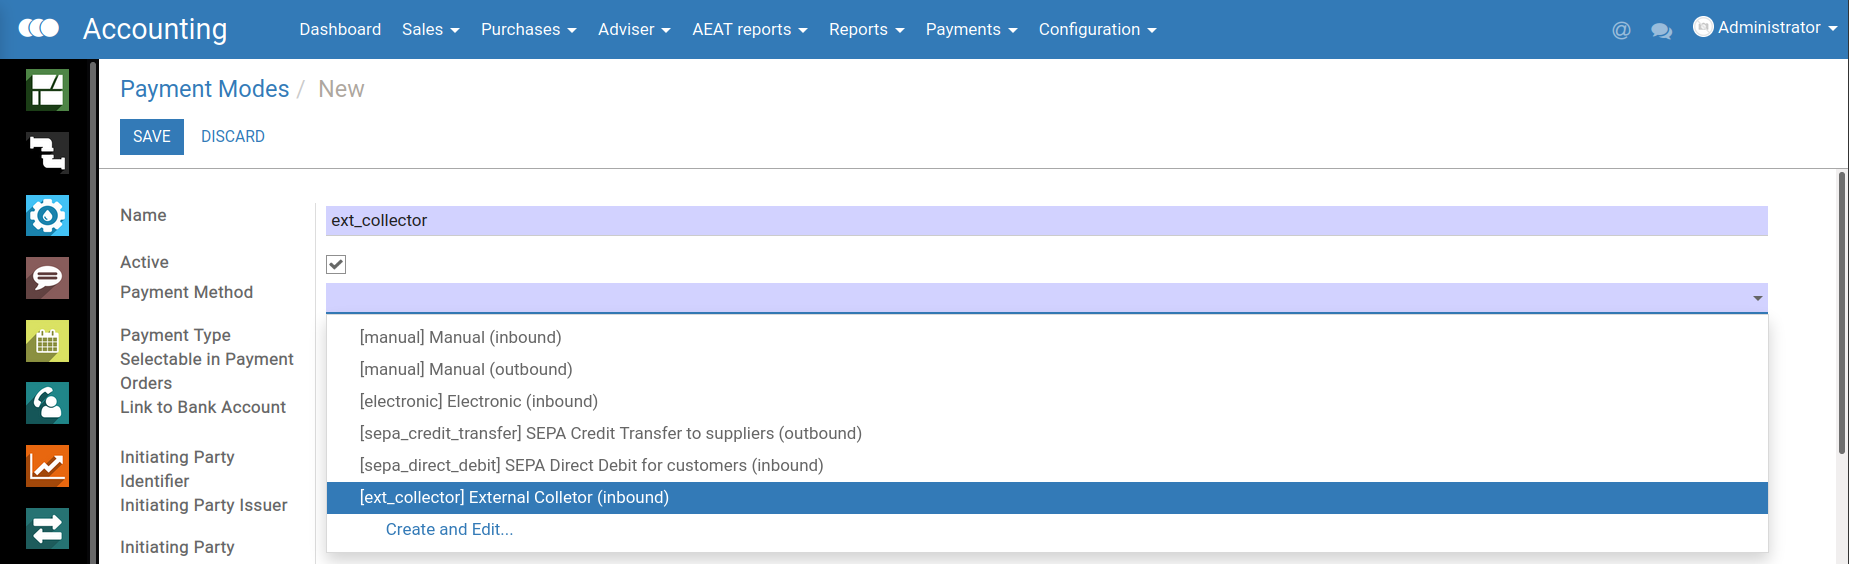 Accounting Dashboard Sales Purchases Adviser AEAT reports Reports Payments Configuration @ Administrator
Payment Modes / New
SAVE DISCARD
Name ext_collector
Active
Payment Method
Payment Type
Selectable in Payment
Orders
Link to Bank Account
Initiating Party
Identifier
Initiating Party Issuer
Initiating Party
[manual] Manual (inbound)
[manual] Manual (outbound)
[electronic] Electronic (inbound)
[sepa_credit_transfer] SEPA Credit Transfer to suppliers (outbound)
[sepa_direct_debit] SEPA Direct Debit for customers (inbound)
[ext_collector] External Colletor (inbound)
Create and Edit...